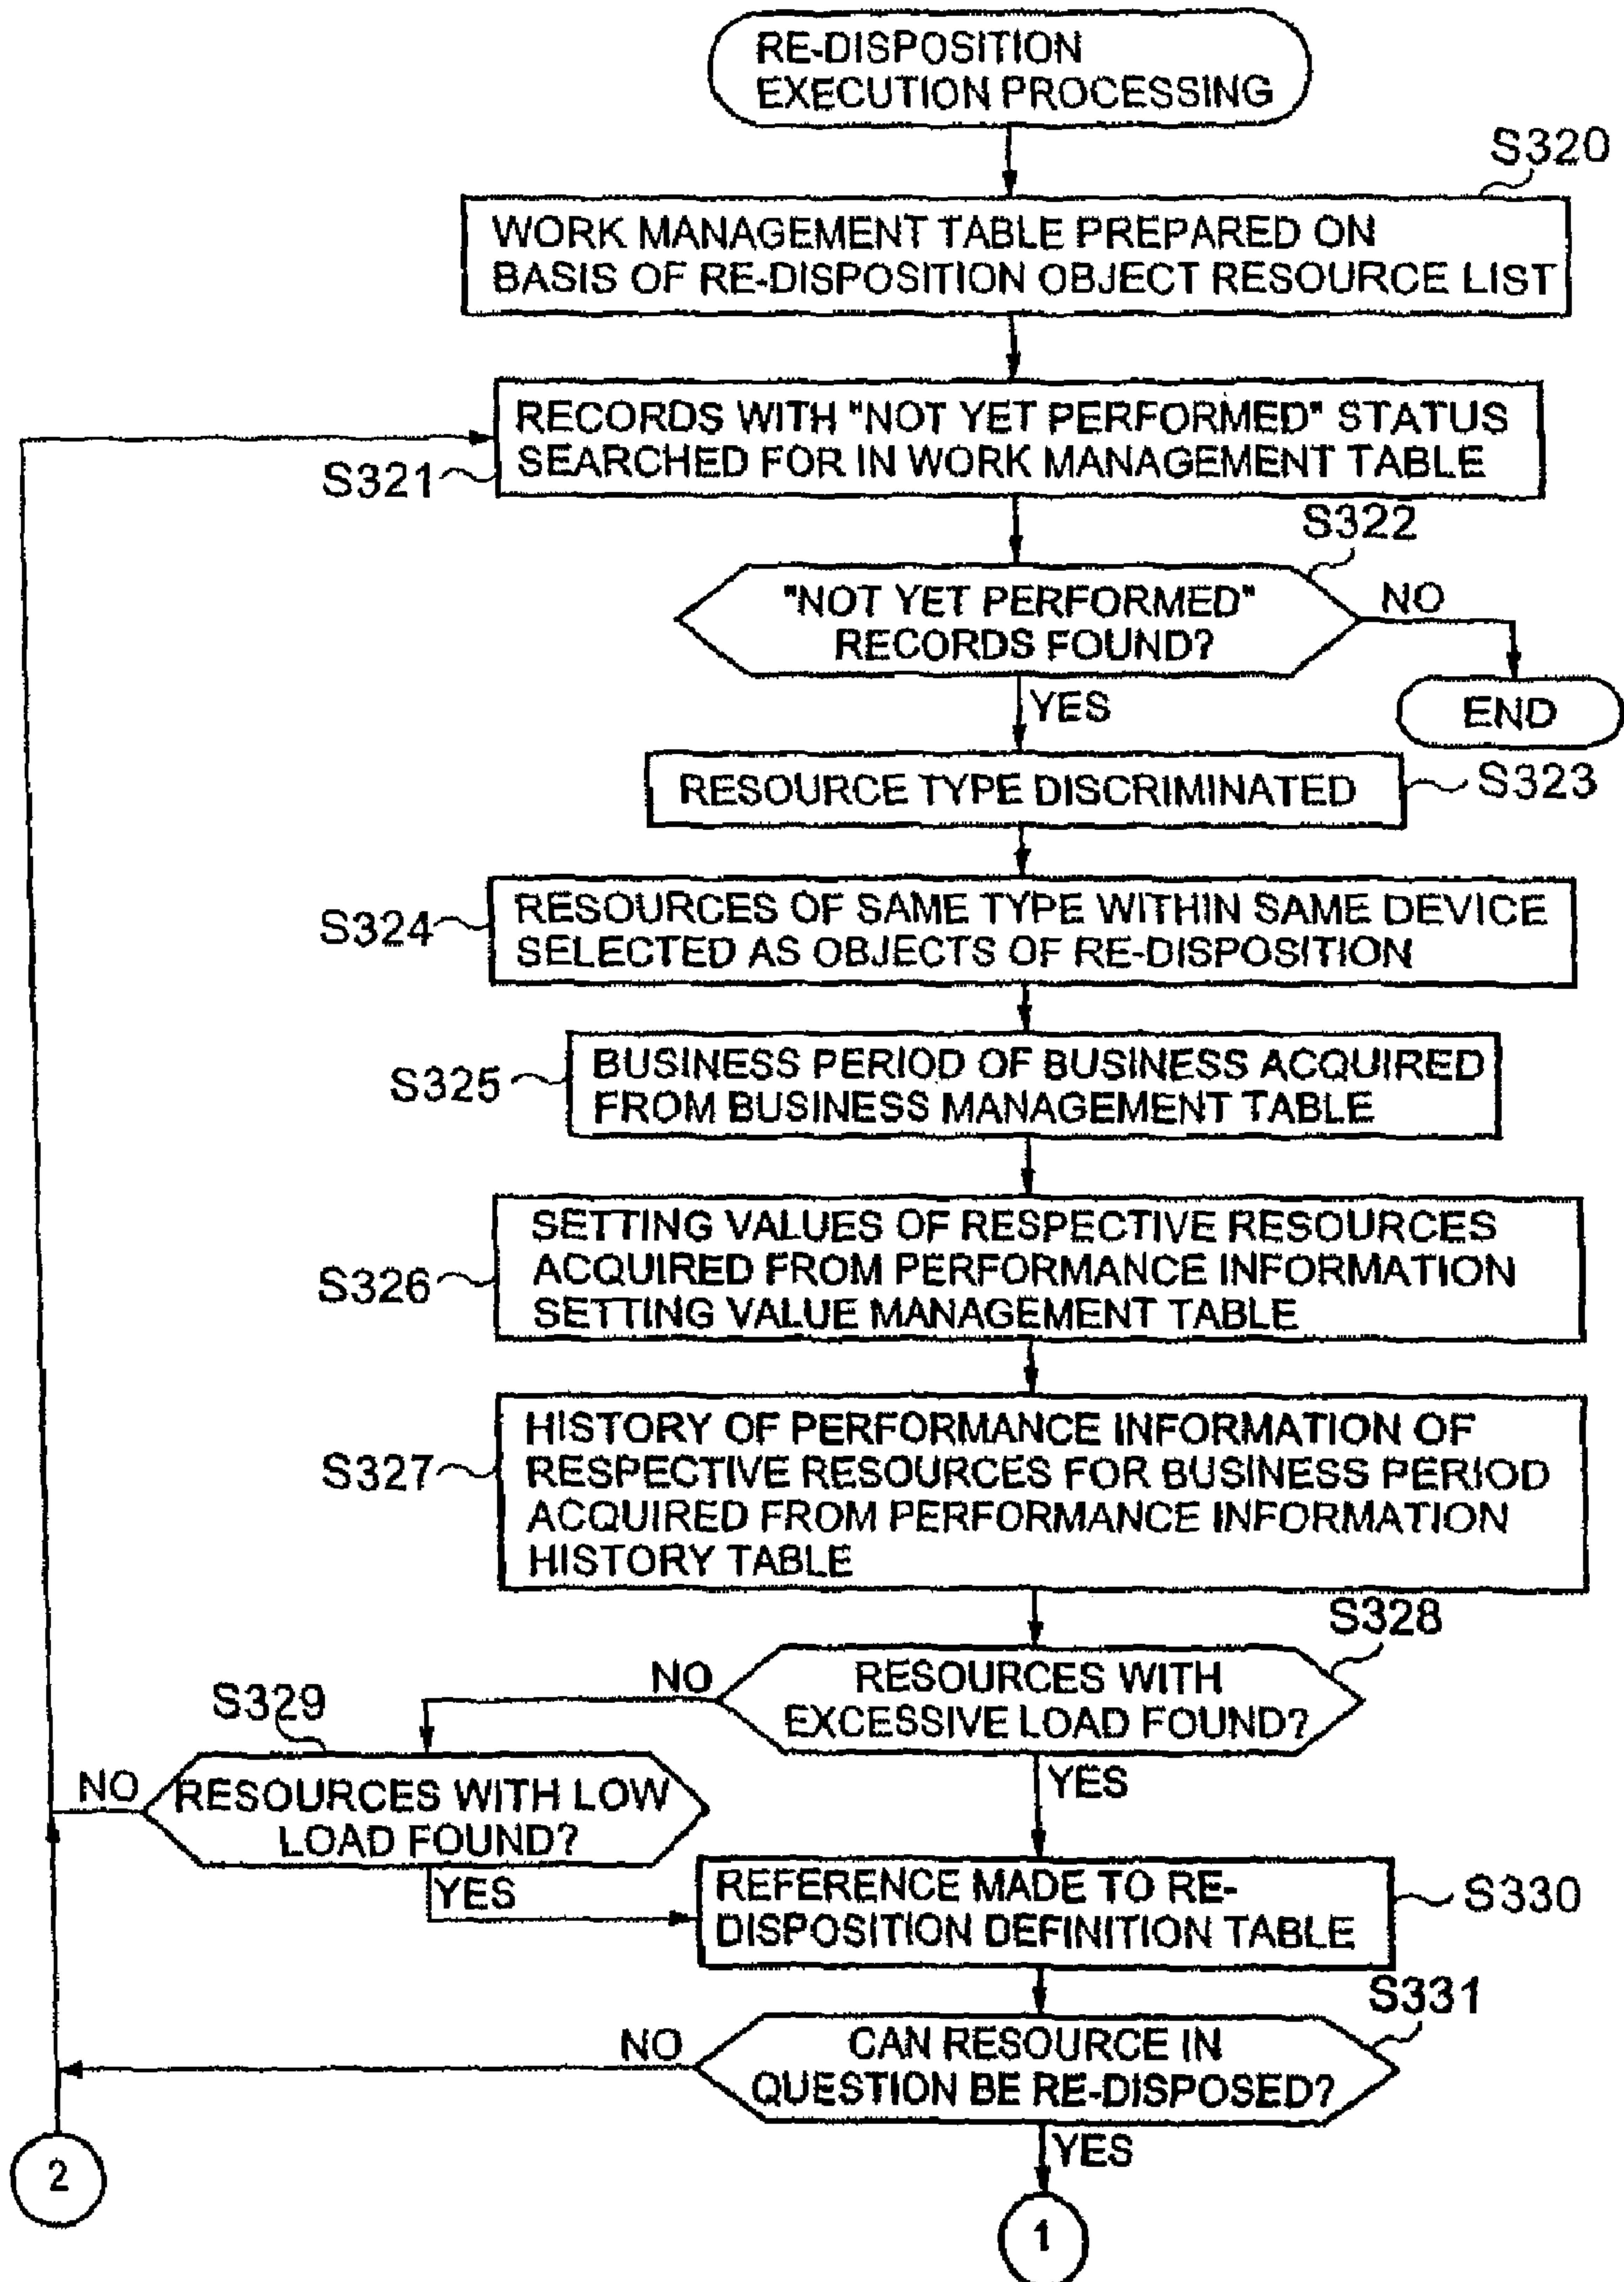 RE-DISPOSITION
EXECUTION PROCESSING
S320
WORK MANAGEMENT TABLE PREPARED ON
BASIS OF RE-DISPOSITION OBJECT RESOURCE LIST
RECORDS WITH "NOT YET PERFORMED" STATUS
SEARCHED FOR IN WORK MANAGEMENT TABLE
S321
S322
"NOT YET PERFORMED"
RECORDS FOUND?
NO
END
YES
RESOURCE TYPE DISCRIMINATED
S323
S324
RESOURCES OF SAME TYPE WITHIN SAME DEVICE
SELECTED AS OBJECTS OF RE-DISPOSITION
S325
BUSINESS PERIOD OF BUSINESS ACQUIRED
FROM BUSINESS MANAGEMENT TABLE
S326
SETTING VALUES OF RESPECTIVE RESOURCES
ACQUIRED FROM PERFORMANCE INFORMATION
SETTING VALUE MANAGEMENT TABLE
S327
HISTORY OF PERFORMANCE INFORMATION OF
RESPECTIVE RESOURCES FOR BUSINESS PERIOD
ACQUIRED FROM PERFORMANCE INFORMATION
HISTORY TABLE
S328
RESOURCES WITH
EXCESSIVE LOAD FOUND?
NO
YES
S329
RESOURCES WITH LOW
LOAD FOUND?
NO
YES
REFERENCE MADE TO RE-
DISPOSITION DEFINITION TABLE
S330
S331
CAN RESOURCE IN
QUESTION BE RE-DISPOSED?
NO
YES
2
1